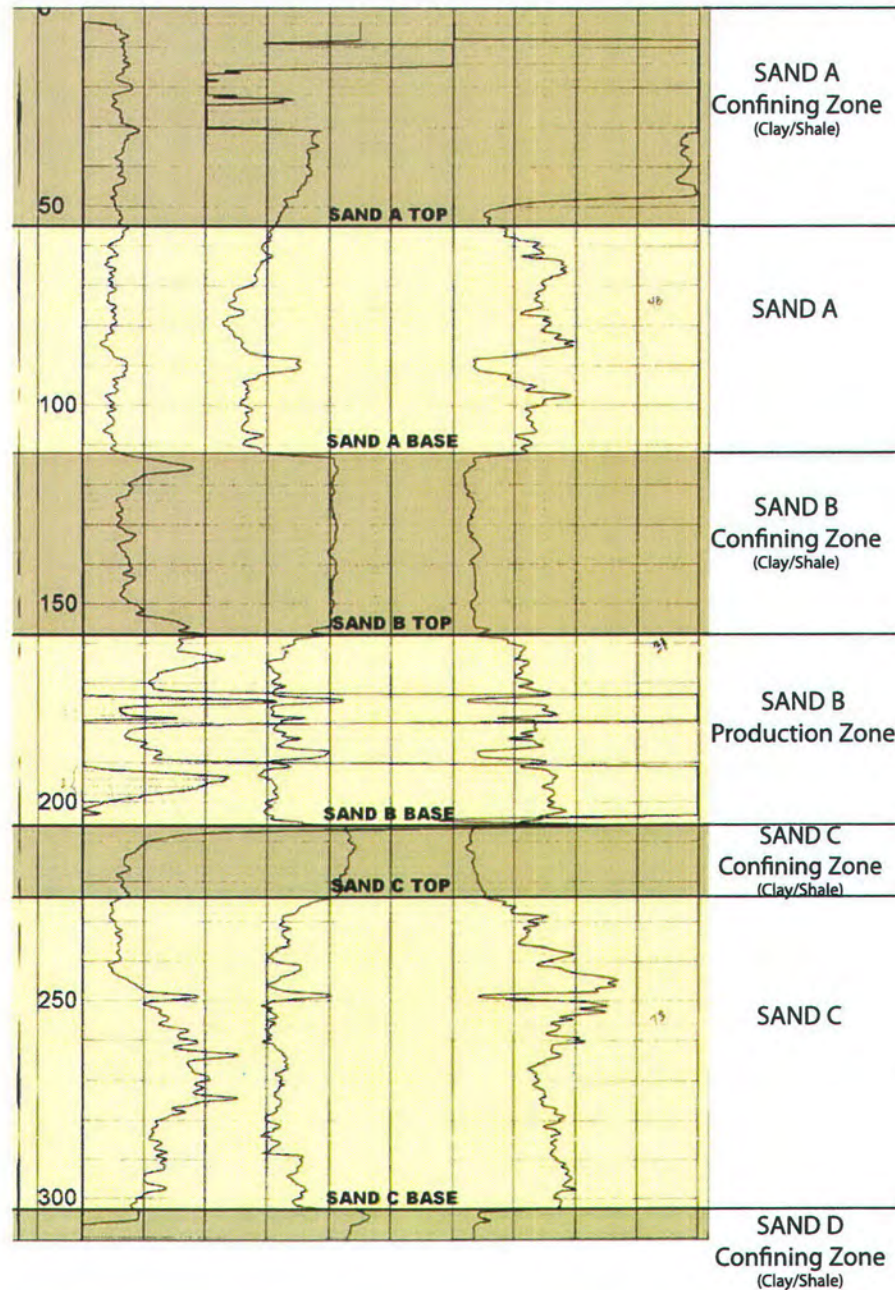 0
SAND A
Confining Zone
(Clay/Shale)
50
SAND A TOP
SAND A
48
100
SAND A BASE
SAND B
Confining Zone
(Clay/Shale)
150
SAND B TOP
SAND B
Production Zone
200
SAND B BASE
SAND C
Confining Zone
(Clay/Shale)
SAND C TOP
250
SAND C
73
300
SAND C BASE
SAND D
Confining Zone
(Clay/Shale)